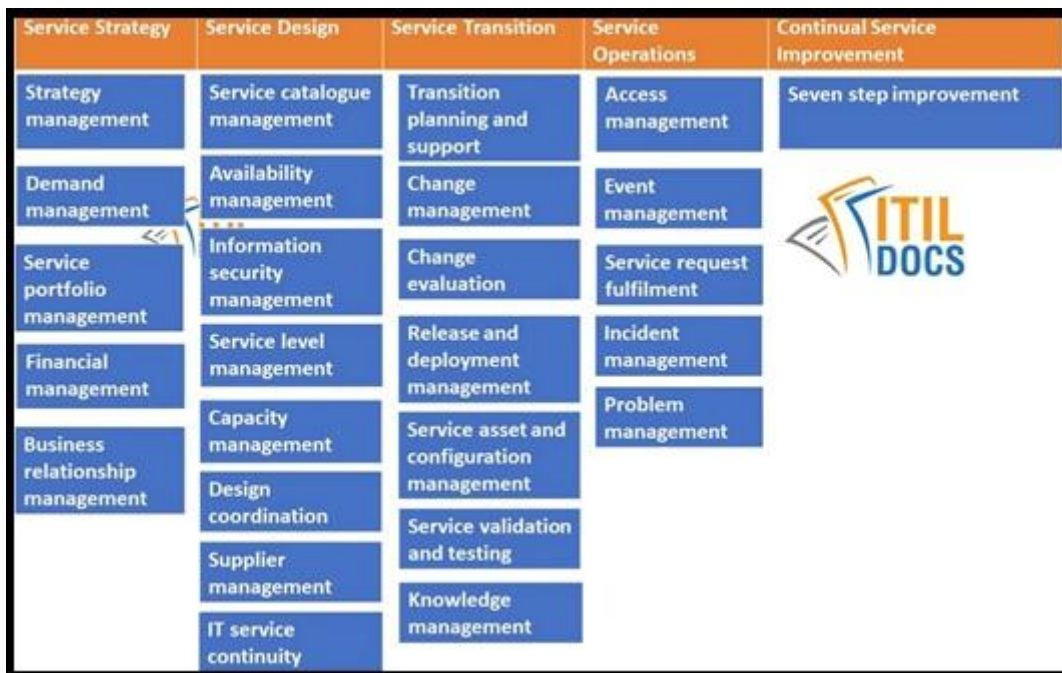 Service Strategy
Service Design
Service Transition
Service
Operations
Continual Service
Improvement
Strategy
management
Demand
management
Service
portfolio
management
Financial
management
Business
relationship
management
Service catalogue
management
Availability
management
Information
security
management
Service level
management
Capacity
management
Design
coordination
Supplier
management
IT service
continuity
Transition
planning and
support
Change
management
Change
evaluation
Release and
deployment
management
Service asset and
configuration
management
Service validation
and testing
Knowledge
management
Access
management
Event
management
Service request
fulfilment
Incident
management
Problem
management
Seven step improvement
ITIL
DOCS